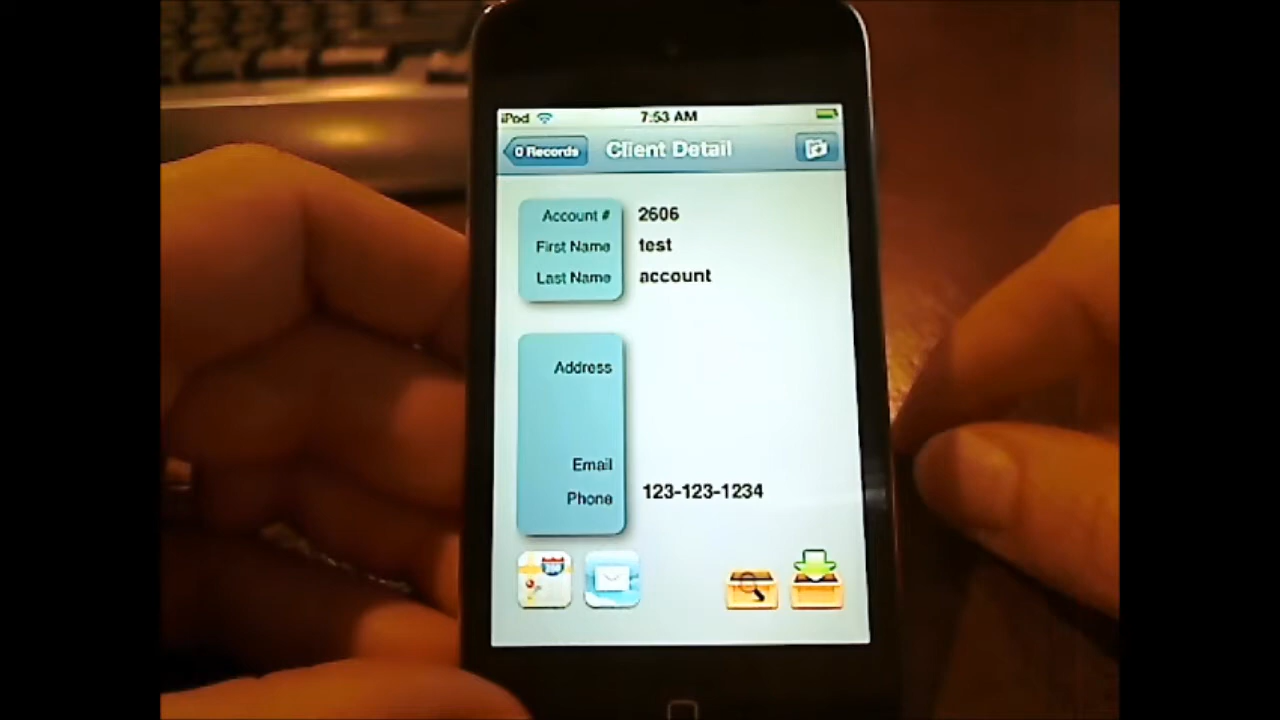 iPod 7:53 AM
0 Records Client Detail
Account # 2606
First Name test
Last Name account
Address
Email
Phone 123-123-1234